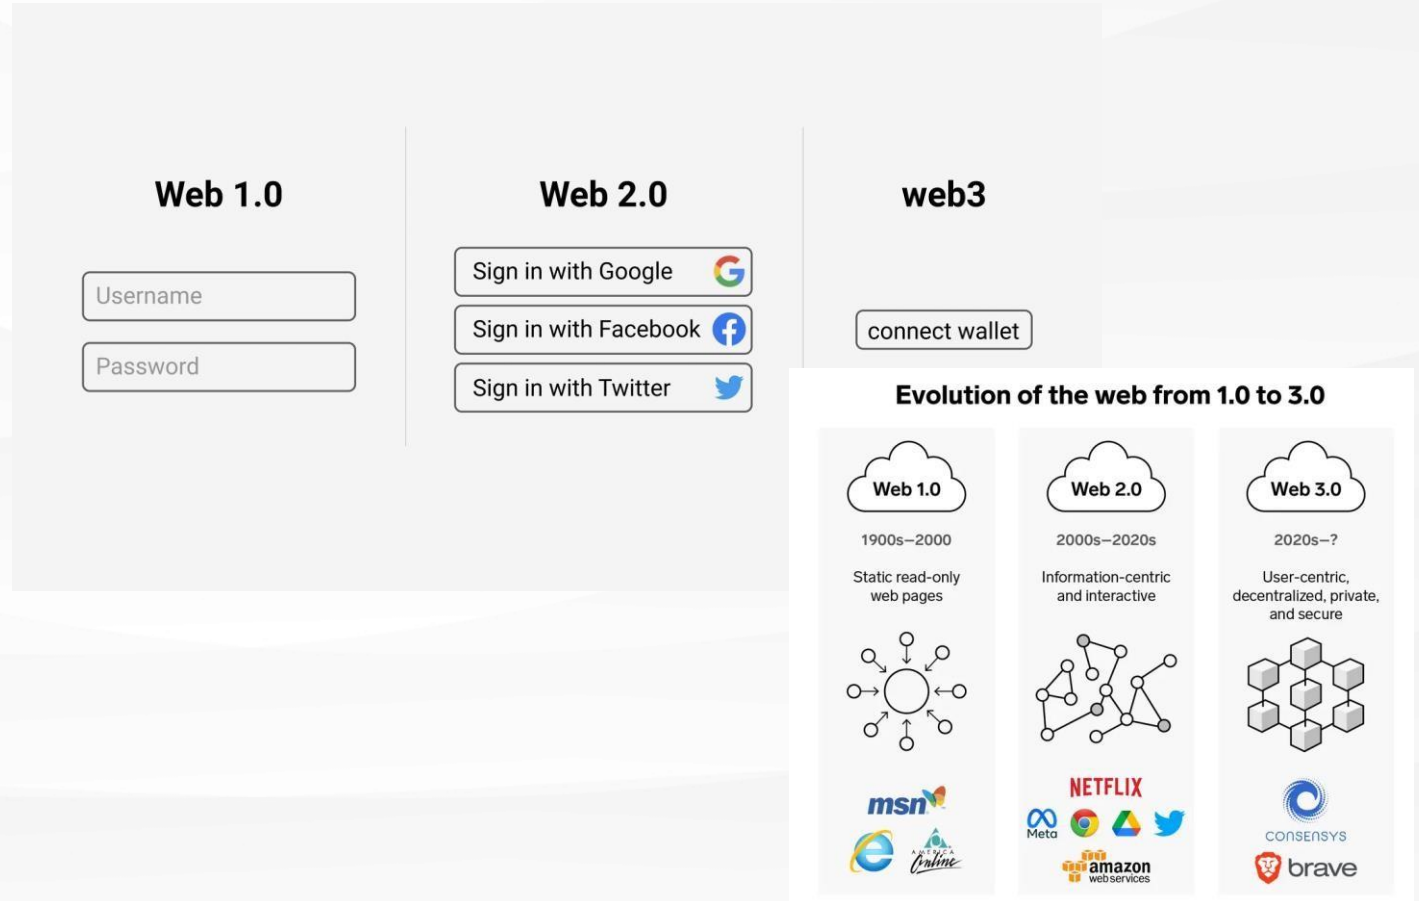 Web 1.0
Username
Password
Web 2.0
Sign in with Google
Sign in with Facebook
Sign in with Twitter
web3
connect wallet
Evolution of the web from 1.0 to 3.0
Web 1.0
1900s–2000
Static read-only
web pages
msn
AMERICA
Online
Web 2.0
2000s–2020s
Information-centric
and interactive
NETFLIX
Meta
amazon
webservices
Web 3.0
2020s–?
User-centric,
decentralized, private,
and secure
CONSENSYS
brave